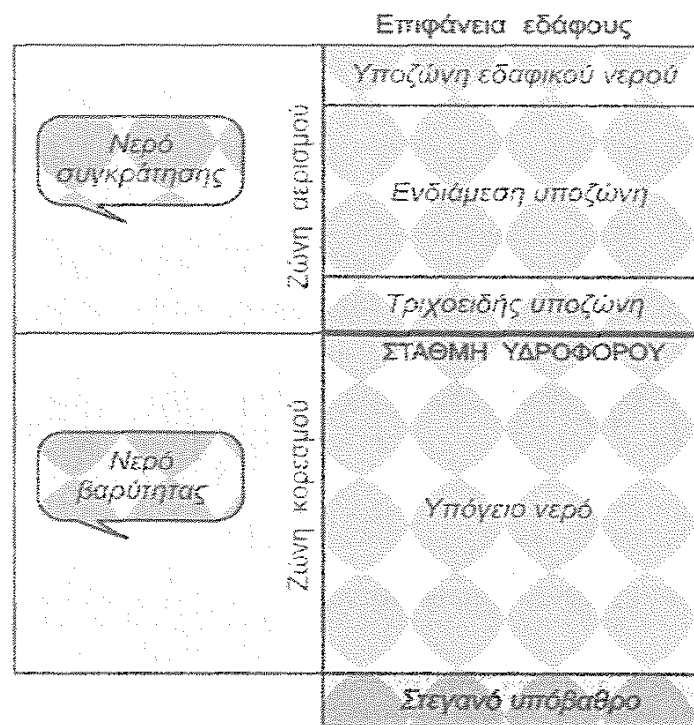 Επιφάνεια εδάφους
Υποζώνη εδαφικού νερού
Νερό
συγκράτησης
Ζώνη αερισμού
Ενδιάμεση υποζώνη
Τριχοειδής υποζώνη
ΣΤΑΘΜΗ ΥΔΡΟΦΟΡΟΥ
Νερό
βαρύτητας
Ζώνη κορεσμού
Υπόγειο νερό
Στεγανό υπόβαθρο